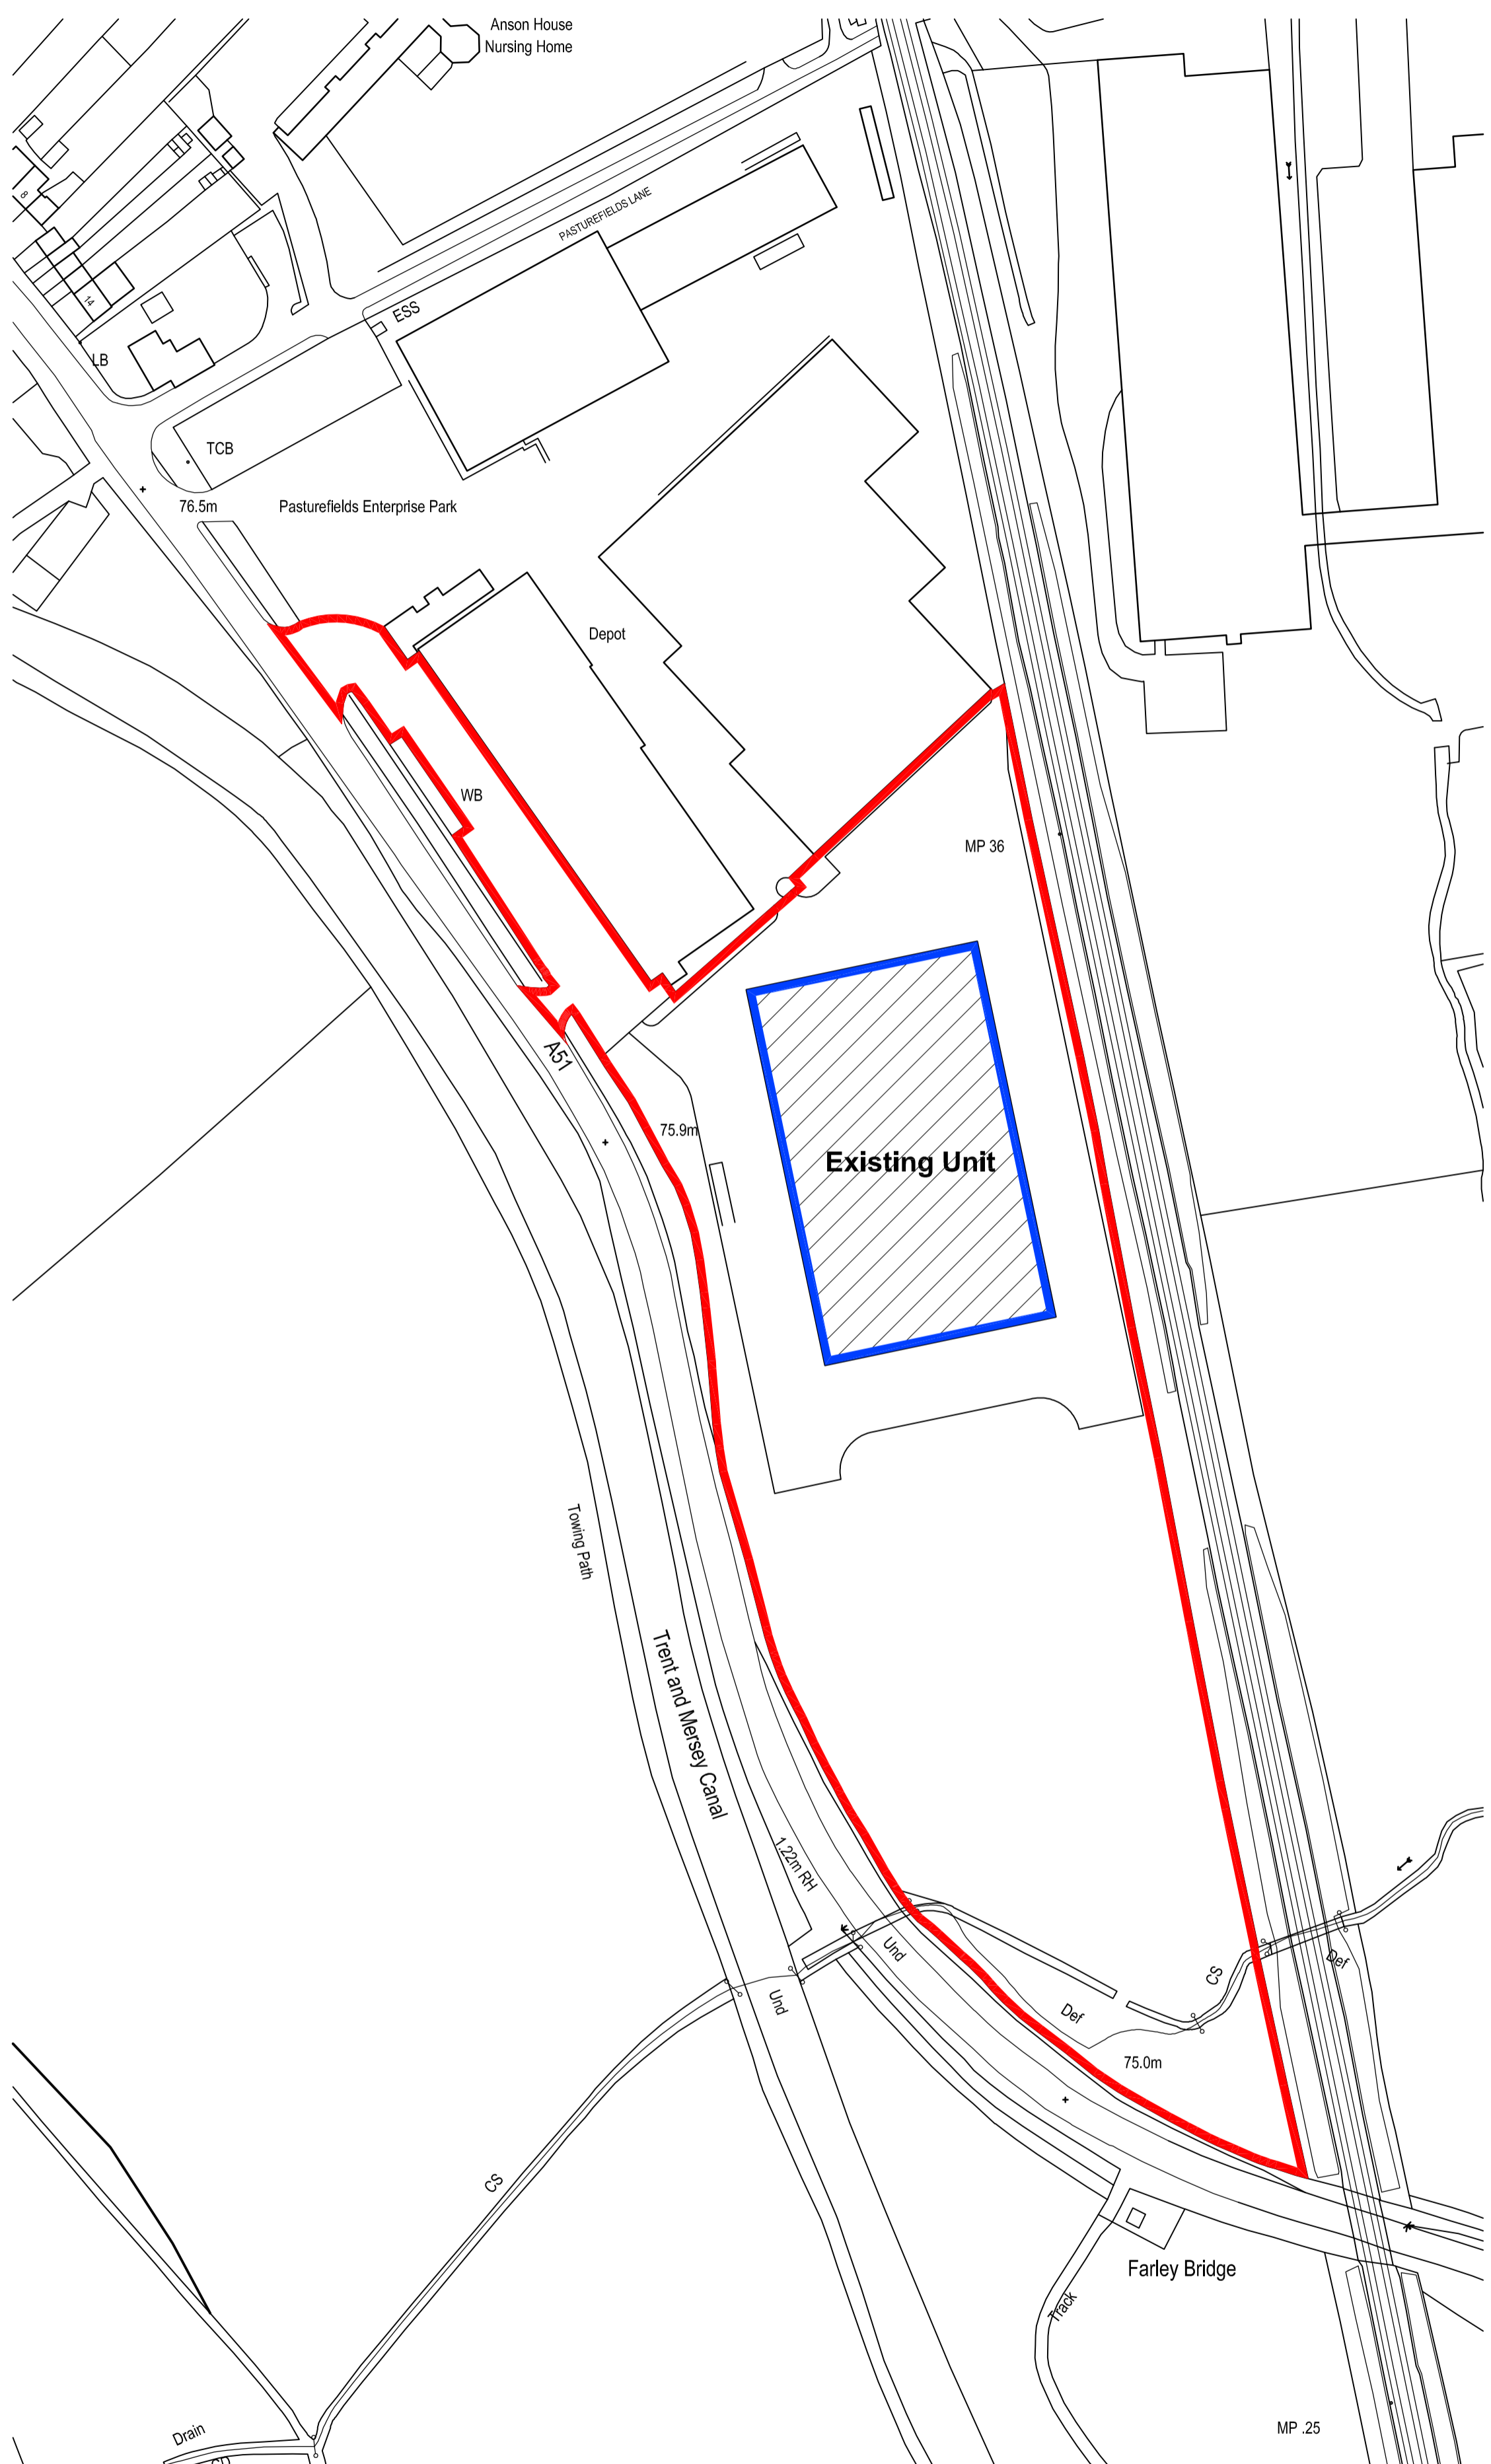 Anson House
Nursing Home
PASTUREFIELDS LANE
8
14
ESS
LB
TCB
76.5m
Pasturefields Enterprise Park
Depot
WB
MP 36
A51
75.9m
Existing Unit
Towing Path
Trent and Mersey Canal
1.22m RH
Und
Und
CS
Def
Def
75.0m
CS
Farley Bridge
Track
Drain
MP .25